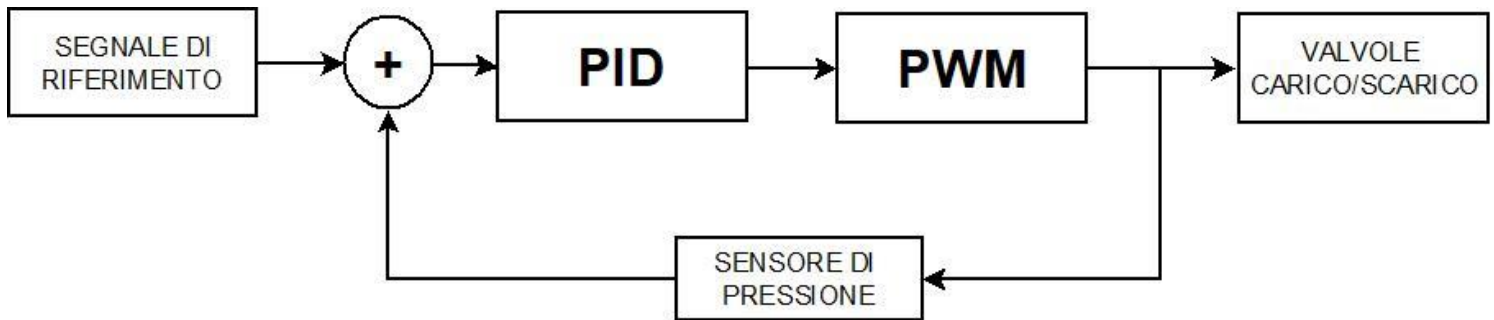 SEGNALE DI
RIFERIMENTO
+
PID
PWM
VALVOLE
CARICO/SCARICO
SENSORE DI
PRESSIONE